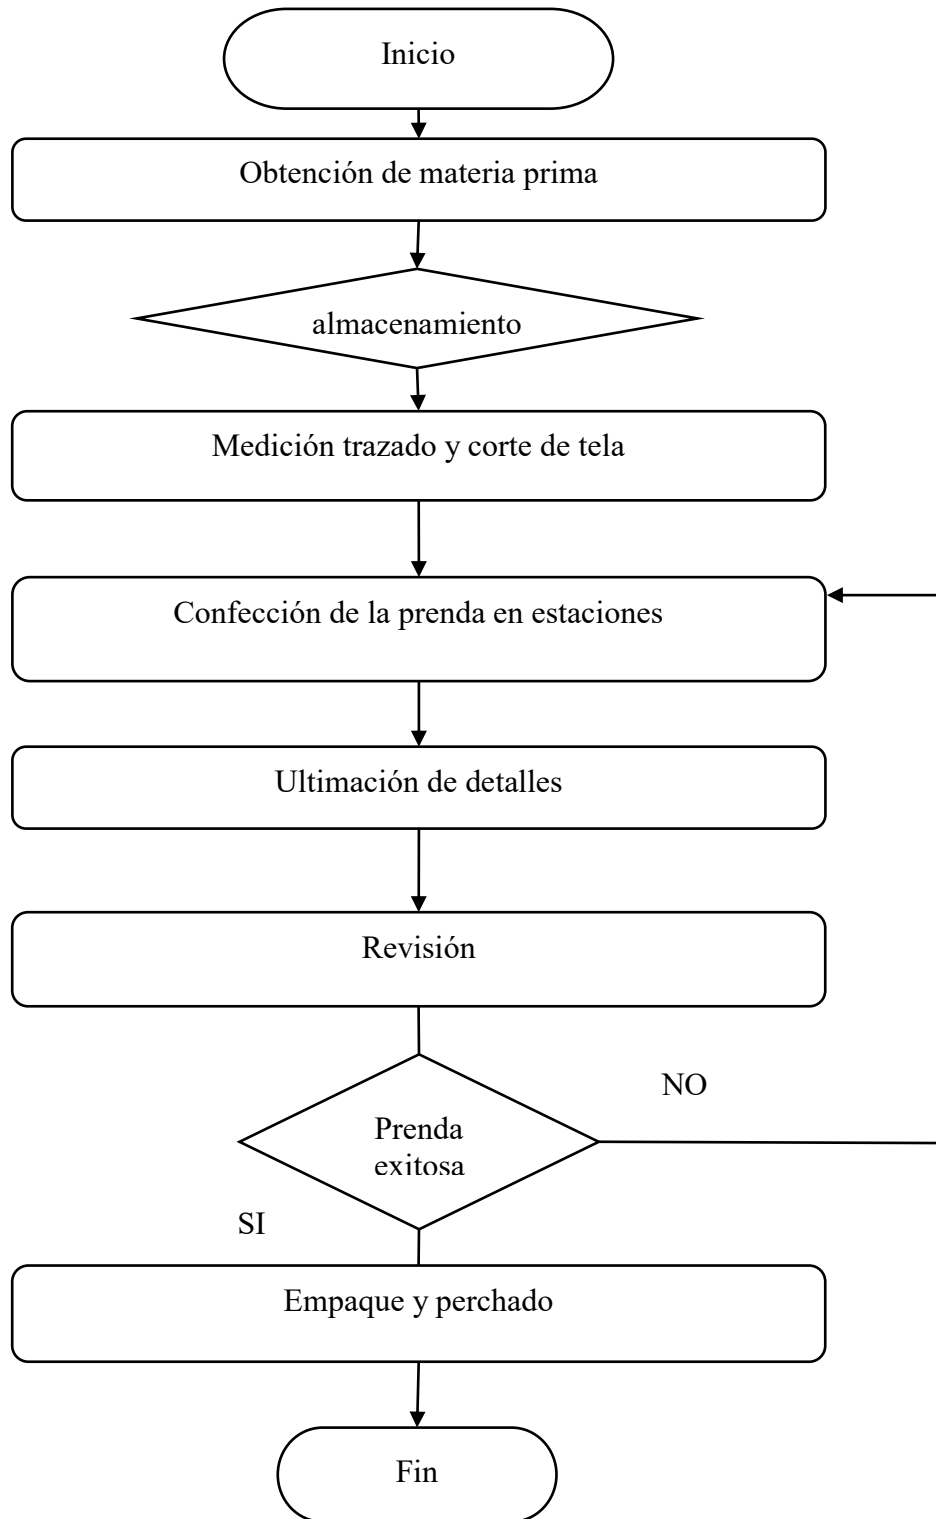 Inicio
Obtención de materia prima
almacenamiento
Medición trazado y corte de tela
Confección de la prenda en estaciones
Ultimación de detalles
Revisión
NO
Prenda
exitosa
SI
Empaque y perchado
Fin